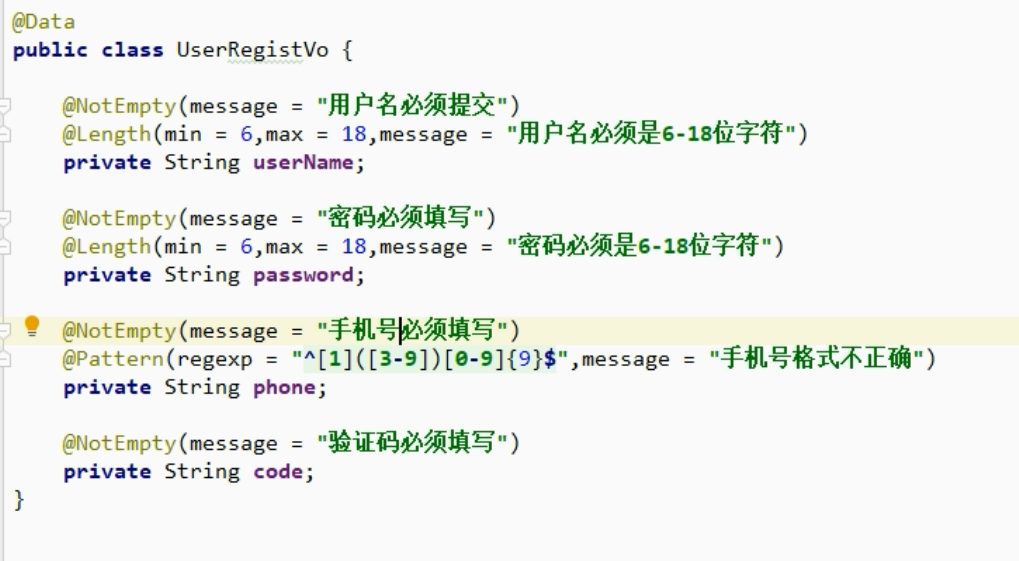 @Data
public class UserRegistVo {
@NotEmpty(message = "用户名必须提交")
@Length(min = 6,max = 18,message = "用户名必须是6-18位字符")
private String userName;
@NotEmpty(message = "密码必须填写")
@Length(min = 6,max = 18,message = "密码必须是6-18位字符")
private String password;
@NotEmpty(message = "手机号必须填写")
@Pattern(regexp = "^[1]([3-9])[0-9]{9}$",message = "手机号格式不正确")
private String phone;
@NotEmpty(message = "验证码必须填写")
private String code;
}